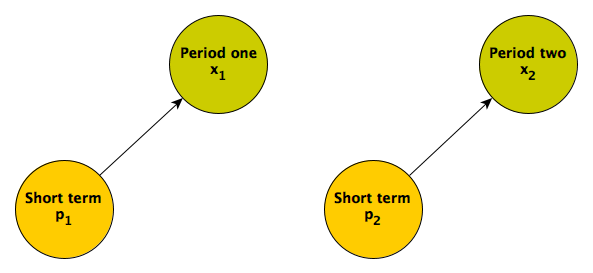 Period one
x1
Period two
x2
Short term
p1
Short term
p2